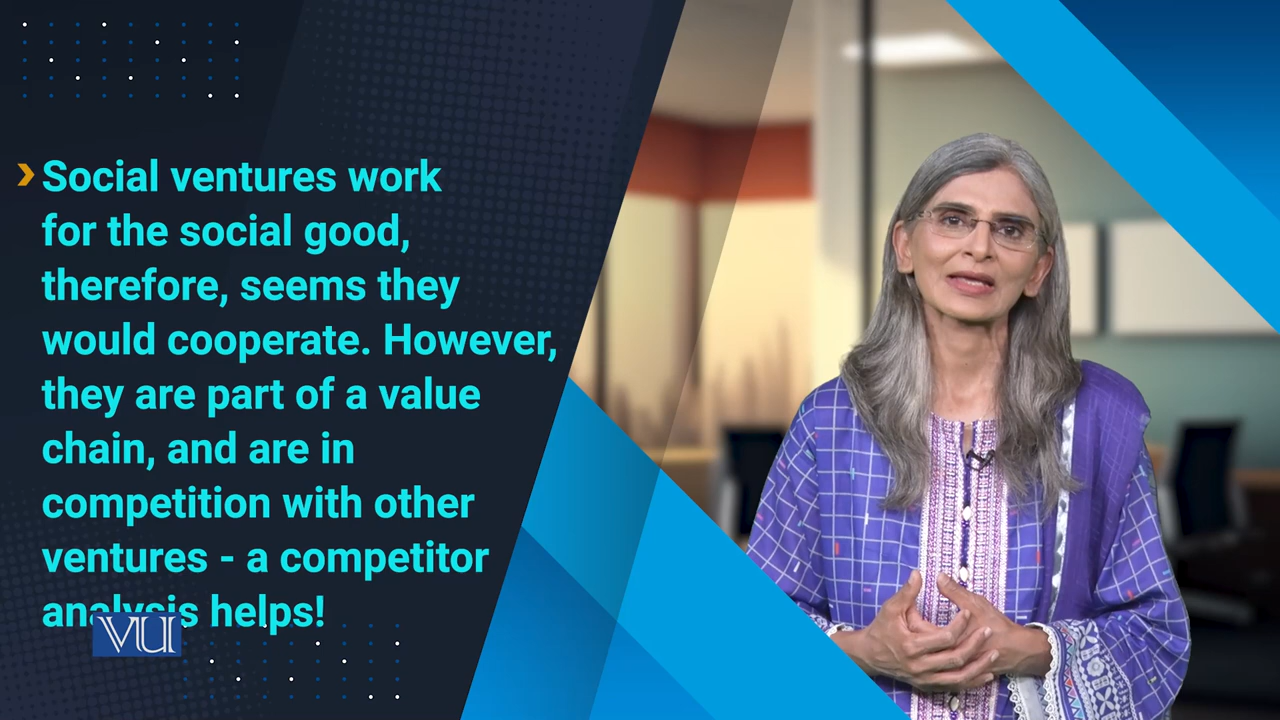 Social ventures work
for the social good,
therefore, seems they
would cooperate. However,
they are part of a value
chain, and are in
competition with other
ventures - a competitor
analysis helps!
VU